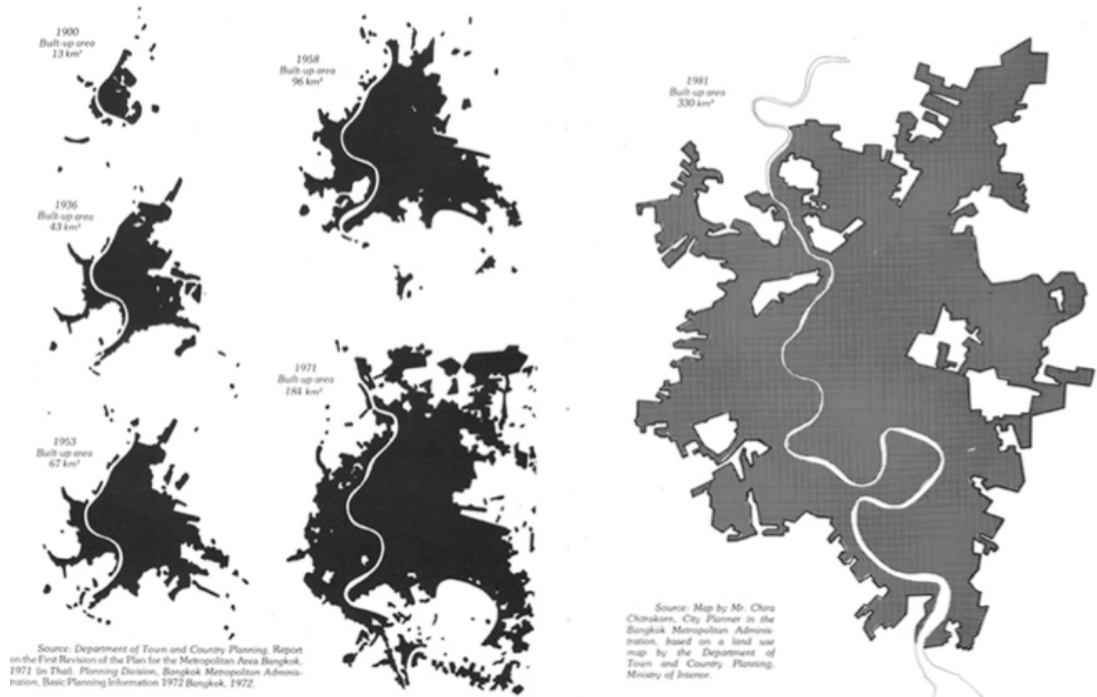 1900
Built-up area
13 km²
1936
Built-up area
43 km²
1953
Built-up area
67 km²
1958
Built-up area
96 km²
1971
Built-up area
184 km²
Source: Department of Town and Country Planning, Report
on the First Revision of the Plan for the Metropolitan Area Bangkok,
1971 (in Thai). Planning Division, Bangkok Metropolitan Adminis-
tration, Basic Planning Information 1972 Bangkok, 1972.
1981
Built-up area
330 km²
Source: Map by Mr. Chira
Chitrakorn, City Planner in the
Bangkok Metropolitan Adminis-
tration, based on a land use
map by the Department of
Town and Country Planning,
Ministry of Interior.